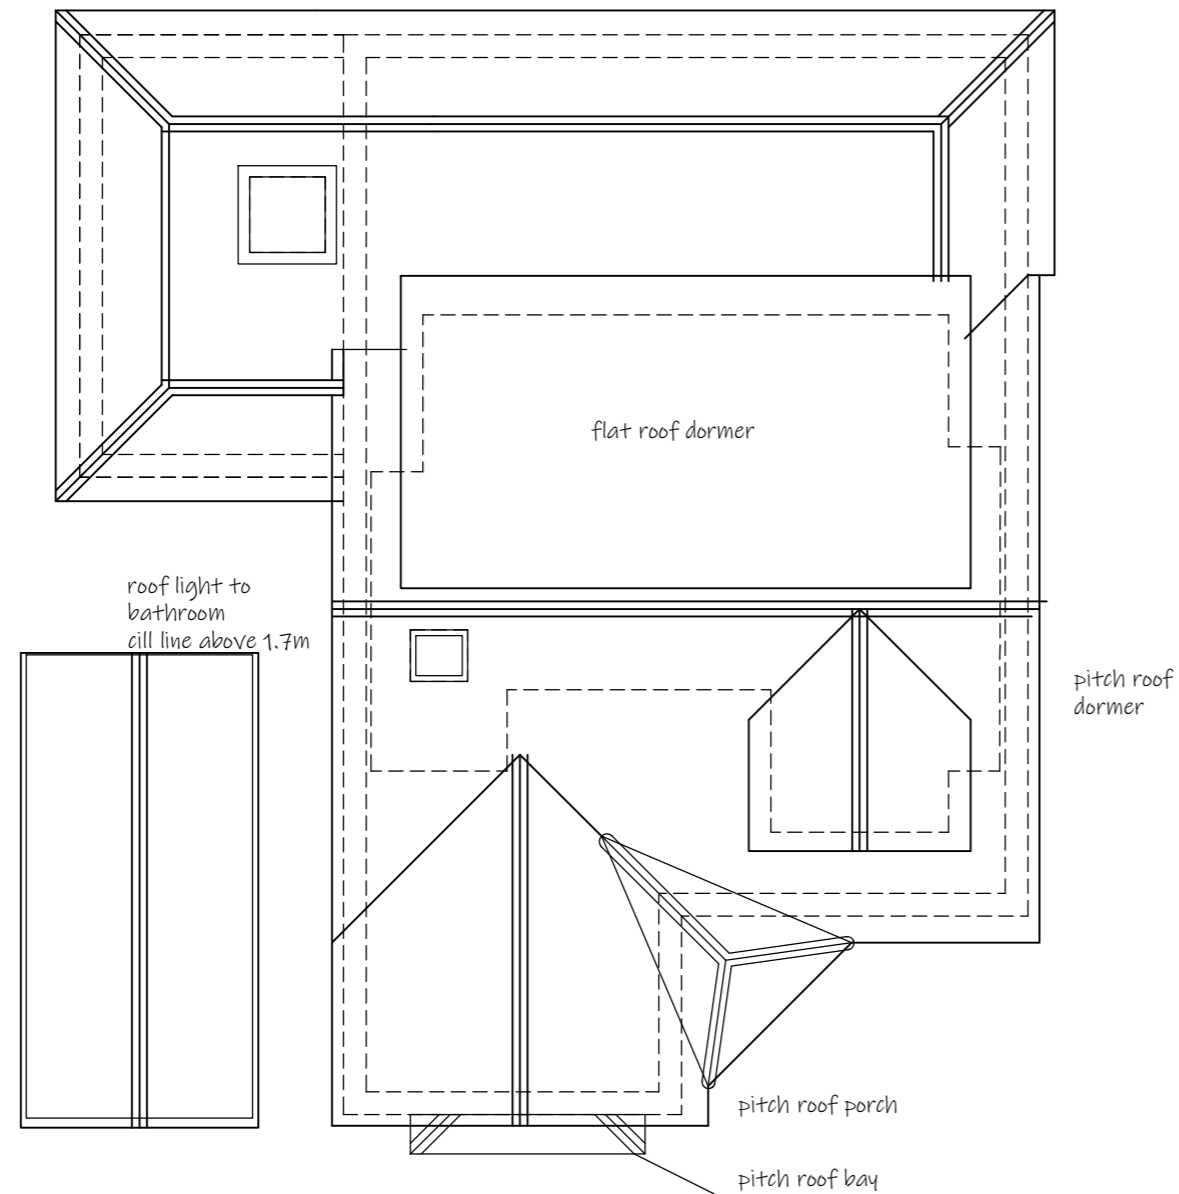 flat roof dormer
roof light to
bathroom
cill line above 1.7m
pitch roof
dormer
pitch roof porch
pitch roof bay